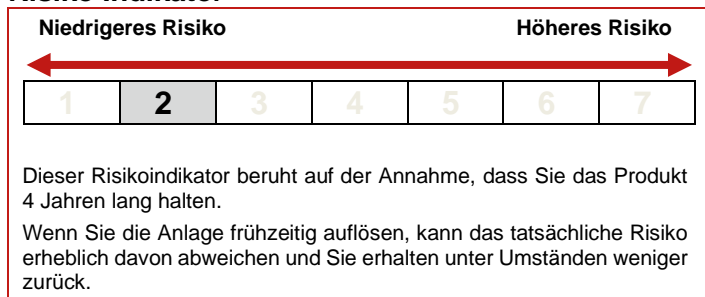 Niedrigeres Risiko Höheres Risiko
1 2 3 4 5 6 7
Dieser Risikoindikator beruht auf der Annahme, dass Sie das Produkt
4 Jahren lang halten.
Wenn Sie die Anlage frühzeitig auflösen, kann das tatsächliche Risiko
erheblich davon abweichen und Sie erhalten unter Umständen weniger
zurück.